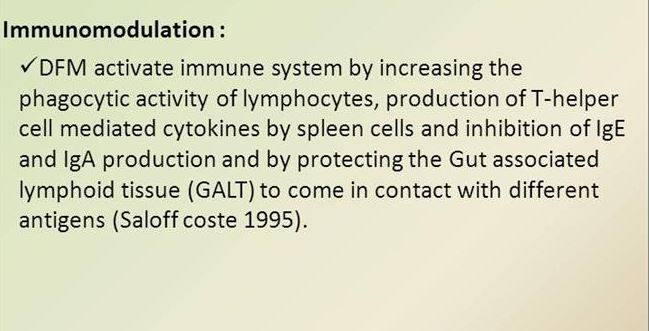 Immunomodulation :
✓DFM activate immune system by increasing the
phagocytic activity of lymphocytes, production of T-helper
cell mediated cytokines by spleen cells and inhibition of IgE
and IgA production and by protecting the Gut associated
lymphoid tissue (GALT) to come in contact with different
antigens (Saloff coste 1995).